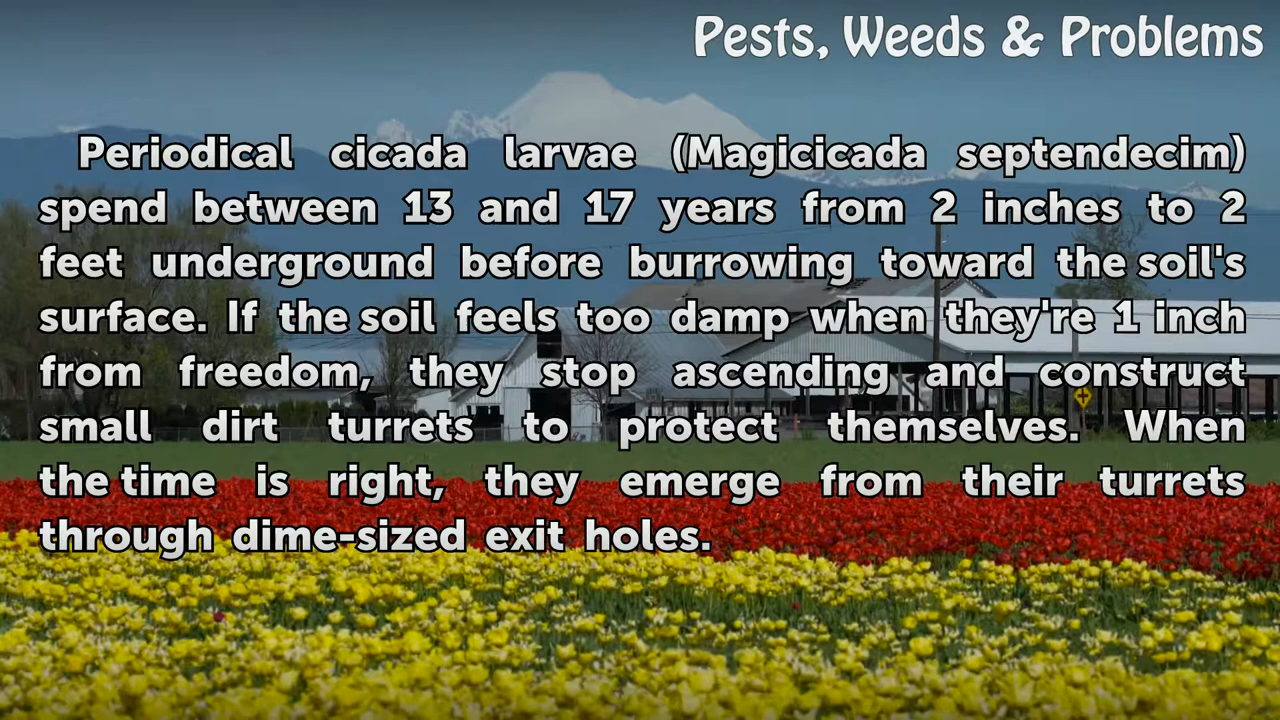 Pests, Weeds & Problems
Periodical cicada larvae (Magicicada septendecim)
spend between 13 and 17 years from 2 inches to 2
feet underground before burrowing toward the soil's
surface. If the soil feels too damp when they're 1 inch
from freedom, they stop ascending and construct
small dirt turrets to protect themselves. When
the time is right, they emerge from their turrets
through dime-sized exit holes.